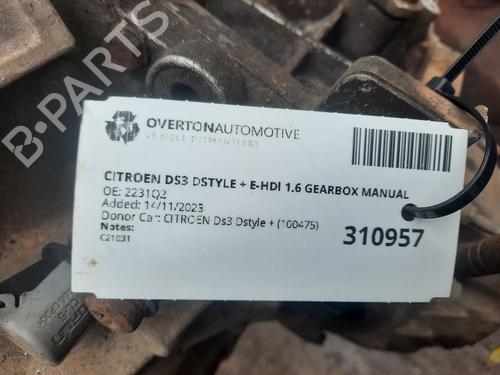 B-PARTS
OVERTONAUTOMOTIVE
VEHICLE DISMANTLERS
CITROEN DS3 DSTYLE + E-HDI 1.6 GEARBOX MANUAL
OE: 2231Q2
Added: 14/11/2023
Donor Car: CITROEN Ds3 Dstyle + (100475)
Notes:
C21031
310957